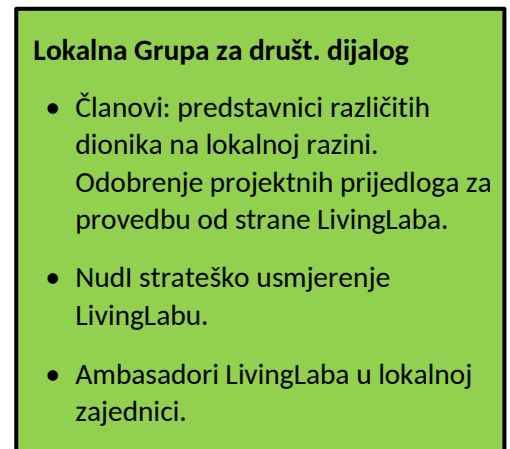 Lokalna Grupa za društ. dijalog
• Članovi: predstavnici različitih
dionika na lokalnoj razini.
Odobrenje projektnih prijedloga za
provedbu od strane LivingLaba.
• NudI strateško usmjerenje
LivingLabu.
• Ambasadori LivingLaba u lokalnoj
zajednici.